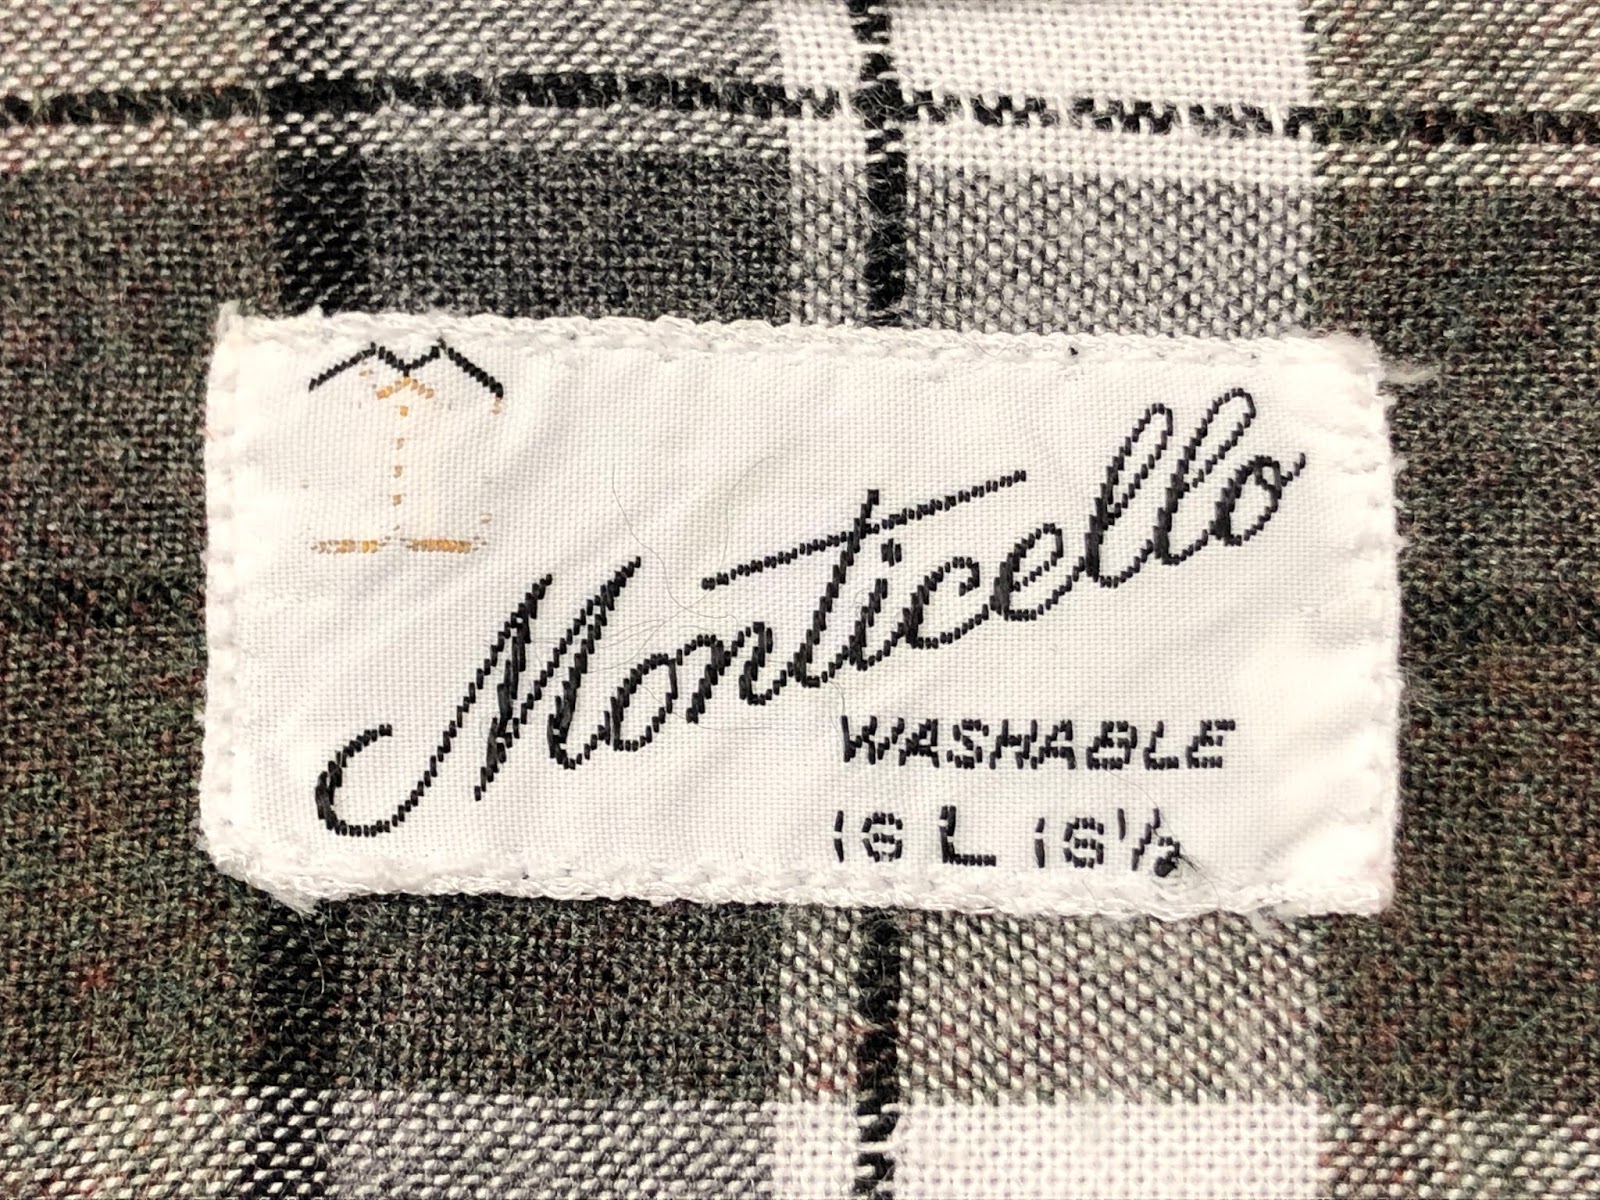 Monticello
WASHABLE
16 L 16½